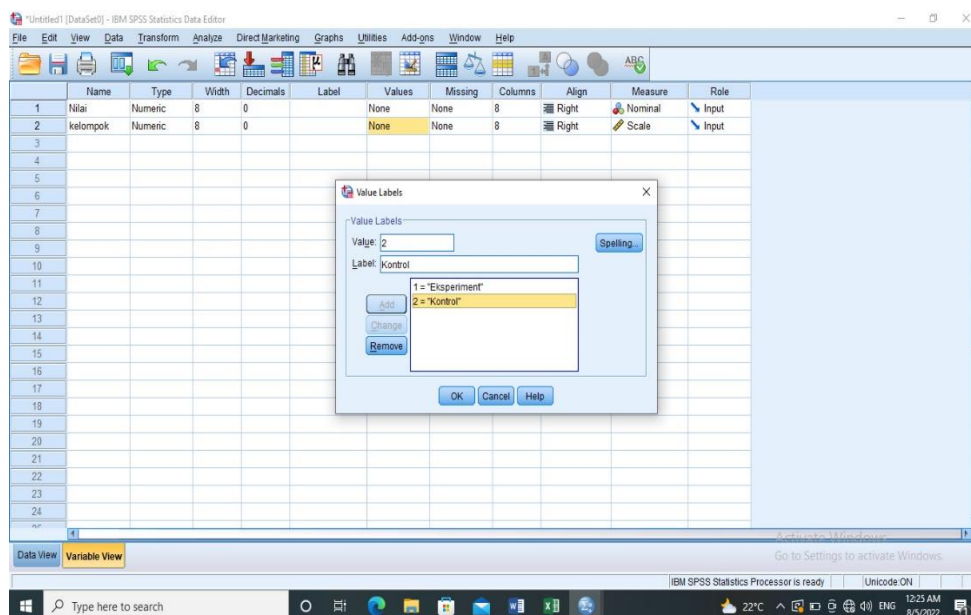 *Untitled1 [DataSet0] - IBM SPSS Statistics Data Editor
File Edit View Data Transform Analyze Direct Marketing Graphs Utilities Add-ons Window Help
Name Type Width Decimals Label Values Missing Columns Align Measure Role
1 Nilai Numeric 8 0 None None 8 Right Nominal Input
2 kelompok Numeric 8 0 None None 8 Right Scale Input
3
4
5
6
7
8
9
10
11
12
13
14
15
16
17
18
19
20
21
22
23
24
Value Labels
Value Labels
Value: 2
Spelling...
Label: Kontrol
1 = "Eksperiment"
Add 2 = "Kontrol"
Change
Remove
OK Cancel Help
Activate Windows
Data View Variable View Go to Settings to activate Windows.
IBM SPSS Statistics Processor is ready Unicode:ON
Type here to search 22°C ENG 12:25 AM
8/5/2022